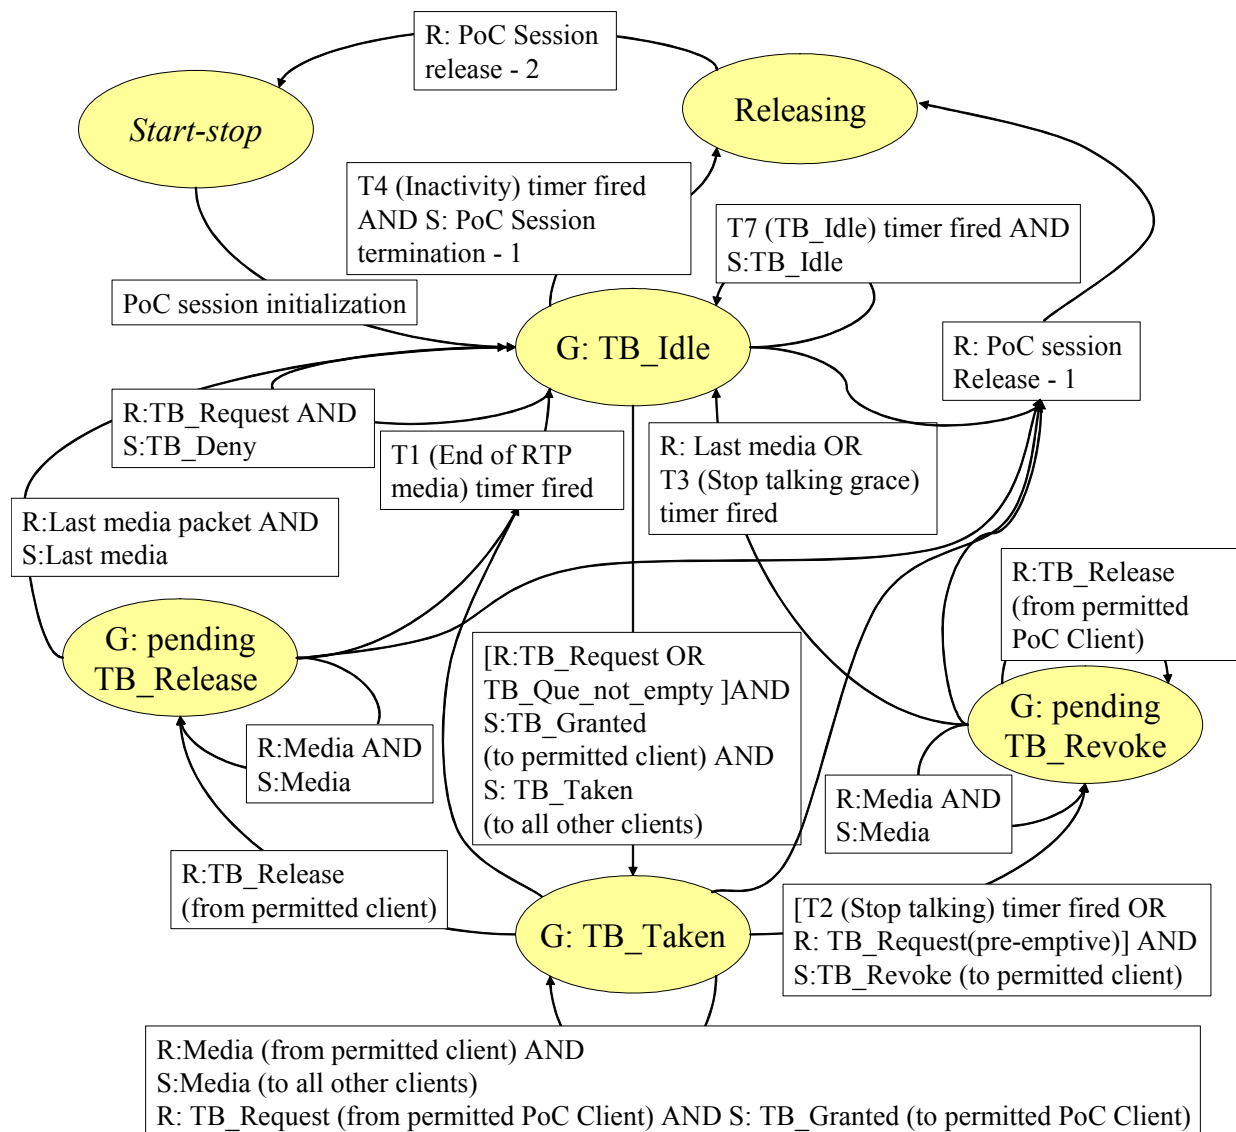 R: PoC Session
release - 2
Start-stop
Releasing
T4 (Inactivity) timer fired
AND S: PoC Session
termination - 1
T7 (TB_Idle) timer fired AND
S:TB_Idle
PoC session initialization
G: TB_Idle
R: PoC session
Release - 1
R:TB_Request AND
S:TB_Deny
T1 (End of RTP
media) timer fired
R: Last media OR
T3 (Stop talking grace)
timer fired
R:Last media packet AND
S:Last media
R:TB_Release
(from permitted
PoC Client)
G: pending
TB_Release
[R:TB_Request OR
TB_Que_not_empty ]AND
S:TB_Granted
(to permitted client) AND
S: TB_Taken
(to all other clients)
G: pending
TB_Revoke
R:Media AND
S:Media
R:Media AND
S:Media
R:TB_Release
(from permitted client)
G: TB_Taken
[T2 (Stop talking) timer fired OR
R: TB_Request(pre-emptive)] AND
S:TB_Revoke (to permitted client)
R:Media (from permitted client) AND
S:Media (to all other clients)
R: TB_Request (from permitted PoC Client) AND S: TB_Granted (to permitted PoC Client)